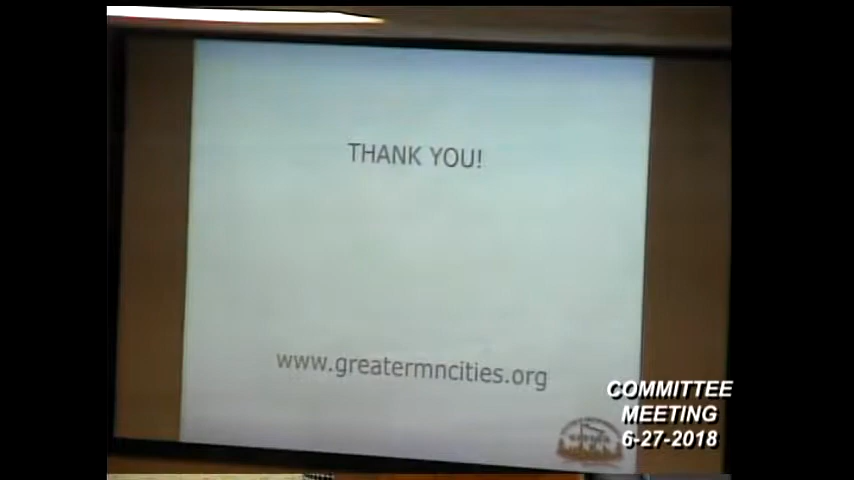 THANK YOU!
www.greatermncities.org
COMMITTEE
MEETING
6-27-2018